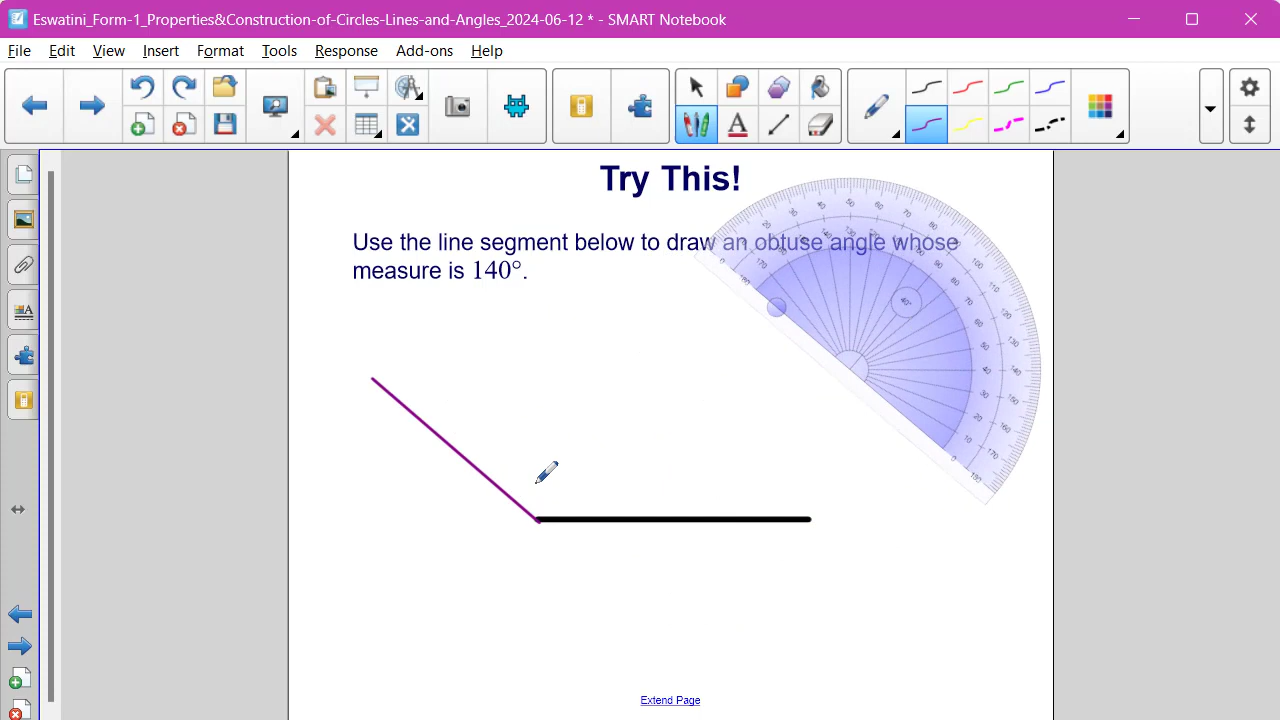 Eswatini_Form-1_Properties&Construction-of-Circles-Lines-and-Angles_2024-06-12 * - SMART Notebook
File Edit View Insert Format Tools Response Add-ons Help
Try This!
Use the line segment below to draw an obtuse angle whose
measure is 140°.
40°
Extend Page